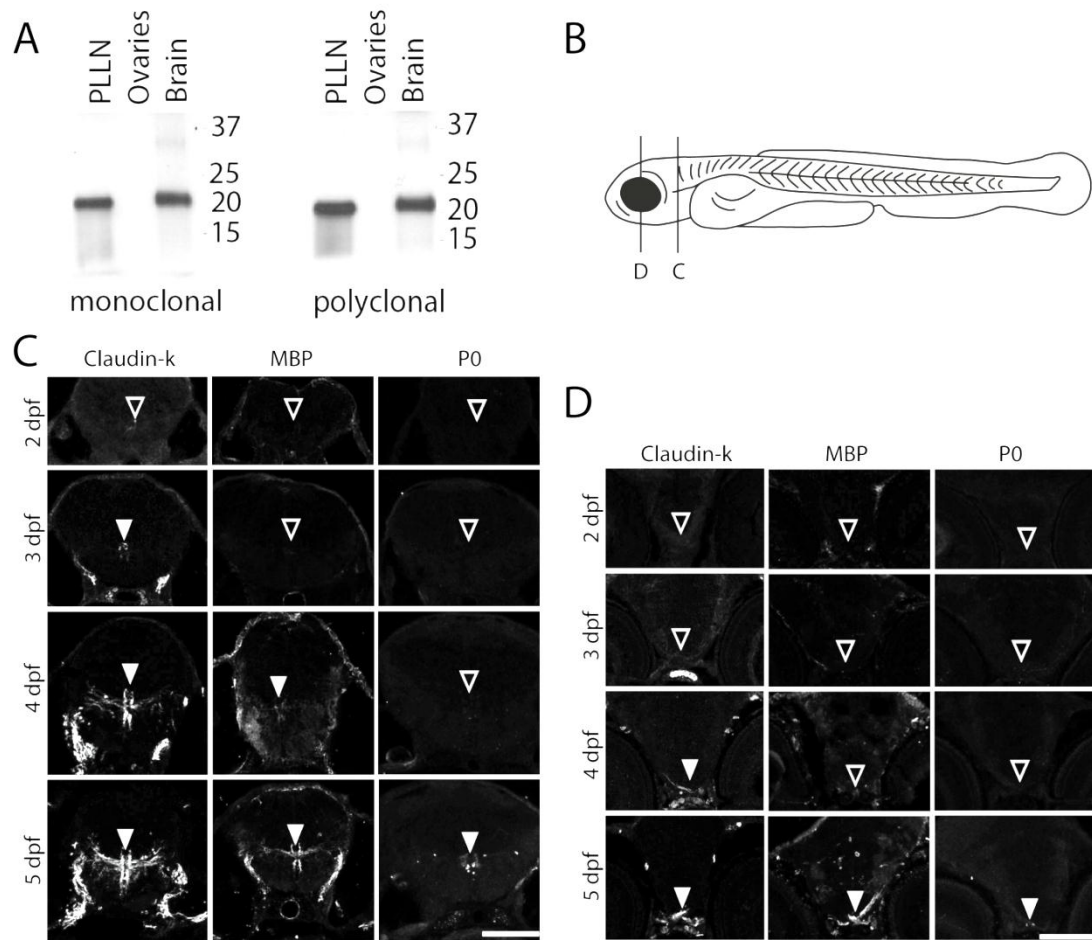 A
PLLN
Ovaries
Brain
37
25
20
15
monoclonal
PLLN
Ovaries
Brain
37
25
20
15
polyclonal
B
D
C
C
Claudin-k
MBP
P0
2 dpf
3 dpf
4 dpf
5 dpf
D
Claudin-k
MBP
P0
2 dpf
3 dpf
4 dpf
5 dpf